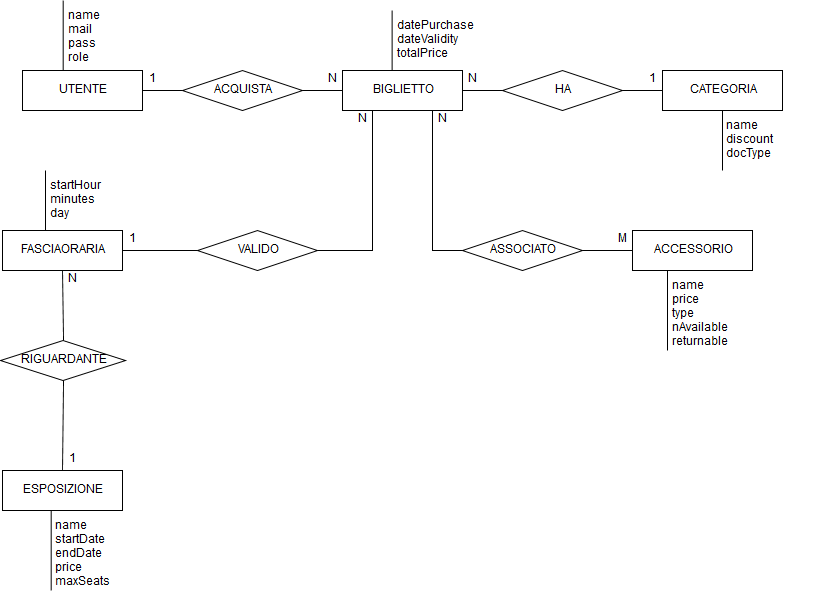 name
mail
pass
role
datePurchase
dateValidity
totalPrice
UTENTE
1
ACQUISTA
N
BIGLIETTO
N
HA
1
CATEGORIA
N
N
name
discount
docType
startHour
minutes
day
FASCIAORARIA
1
VALIDO
ASSOCIATO
M
ACCESSORIO
N
name
price
type
nAvailable
returnable
RIGUARDANTE
1
ESPOSIZIONE
name
startDate
endDate
price
maxSeats